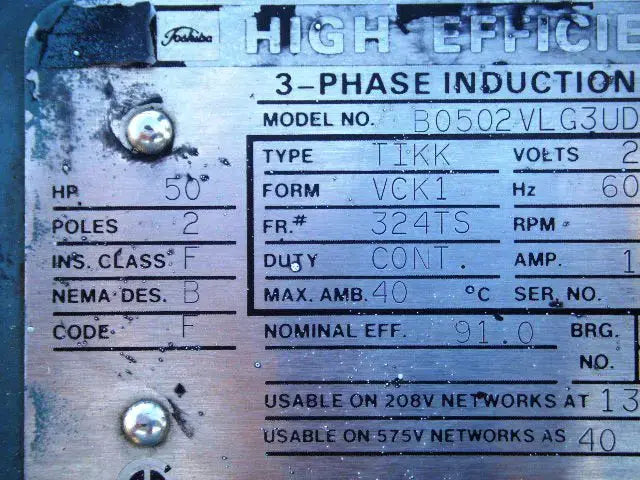 Toshiba HIGH EFFICIE
3-PHASE INDUCTION
MODEL NO. B0502VLG3UD
TYPE TIKK VOLTS 2
HP 50 FORM VCK1 Hz 60
POLES 2 FR.# 324TS RPM
INS. CLASS F DUTY CONT. AMP. 1
NEMA DES. B MAX. AMB. 40 °C SER. NO.
CODE F NOMINAL EFF. 91.0 BRG.
NO.
USABLE ON 208V NETWORKS AT 13
USABLE ON 575V NETWORKS AS 40